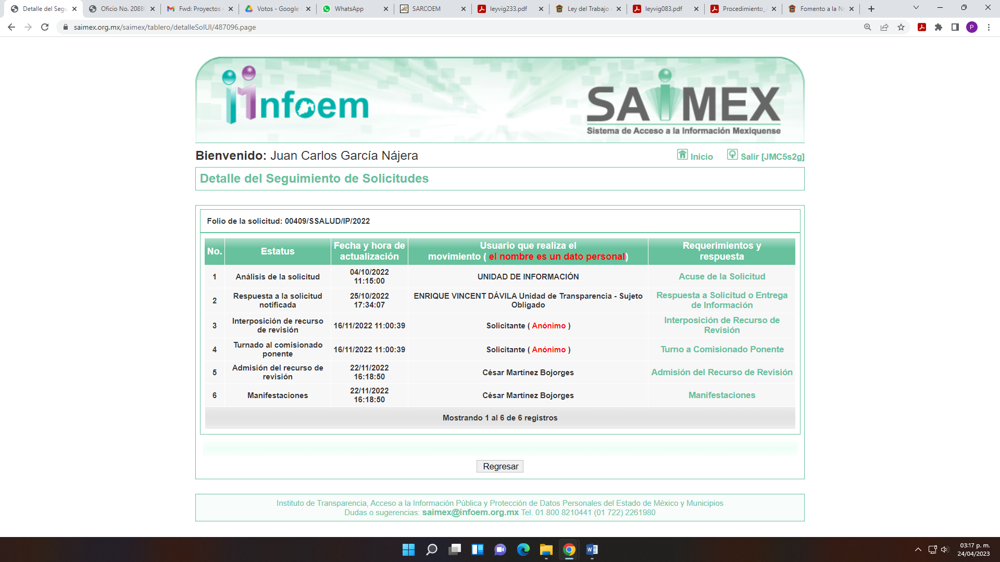 Detalle del Segu
Oficio No. 208B
Fwd: Proyectos
Votos - Google
WhatsApp
SARCOEM
leyvig233.pdf
Ley del Trabajo
leyvig083.pdf
Procedimiento_
Fomento a la N
saimex.org.mx/saimex/tablero/detalleSolUI/487096.page
P
infoem
SAIMEX
Sistema de Acceso a la Información Mexiquense
Bienvenido: Juan Carlos García Nájera
Inicio
Salir [JMC5s2g]
Detalle del Seguimiento de Solicitudes
Folio de la solicitud: 00409/SSALUD/IP/2022
No.
Estatus
Fecha y hora de
actualización
Usuario que realiza el
movimiento ( el nombre es un dato personal)
Requerimientos y
respuesta
1
Análisis de la solicitud
04/10/2022
11:15:00
UNIDAD DE INFORMACIÓN
Acuse de la Solicitud
2
Respuesta a la solicitud
notificada
25/10/2022
17:34:07
ENRIQUE VINCENT DÁVILA Unidad de Transparencia - Sujeto
Obligado
Respuesta a Solicitud o Entrega
de Información
3
Interposición de recurso
de revisión
16/11/2022 11:00:39
Solicitante ( Anónimo )
Interposición de Recurso de
Revisión
4
Turnado al comisionado
ponente
16/11/2022 11:00:39
Solicitante ( Anónimo )
Turno a Comisionado Ponente
5
Admisión del recurso de
revisión
22/11/2022
16:18:50
César Martínez Bojorges
Admisión del Recurso de Revisión
6
Manifestaciones
22/11/2022
16:18:50
César Martínez Bojorges
Manifestaciones
Mostrando 1 al 6 de 6 registros
Regresar
Instituto de Transparencia, Acceso a la Información Pública y Protección de Datos Personales del Estado de México y Municipios
Dudas o sugerencias: saimex@infoem.org.mx Tel. 01 800 8210441 (01 722) 2261980
03:17 p. m.
24/04/2023